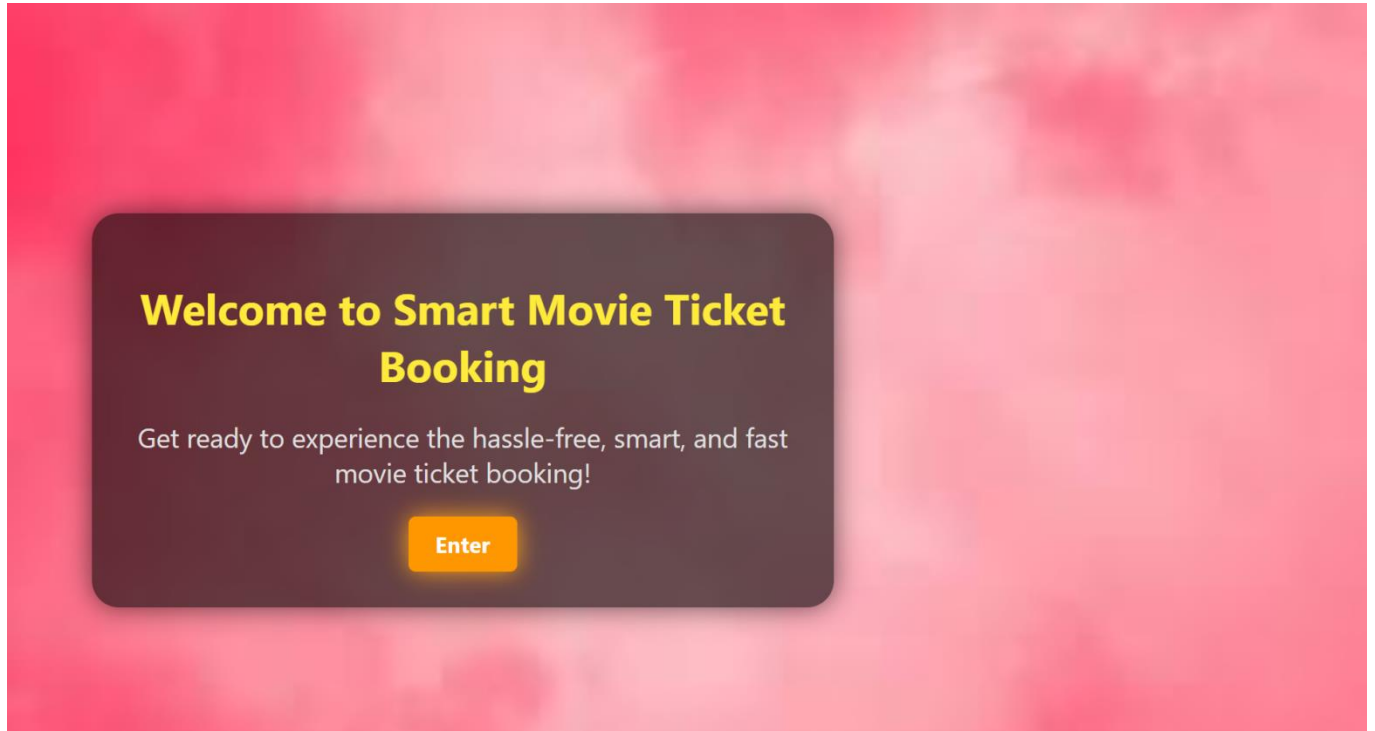 Welcome to Smart Movie Ticket
Booking
Get ready to experience the hassle-free, smart, and fast
movie ticket booking!
Enter